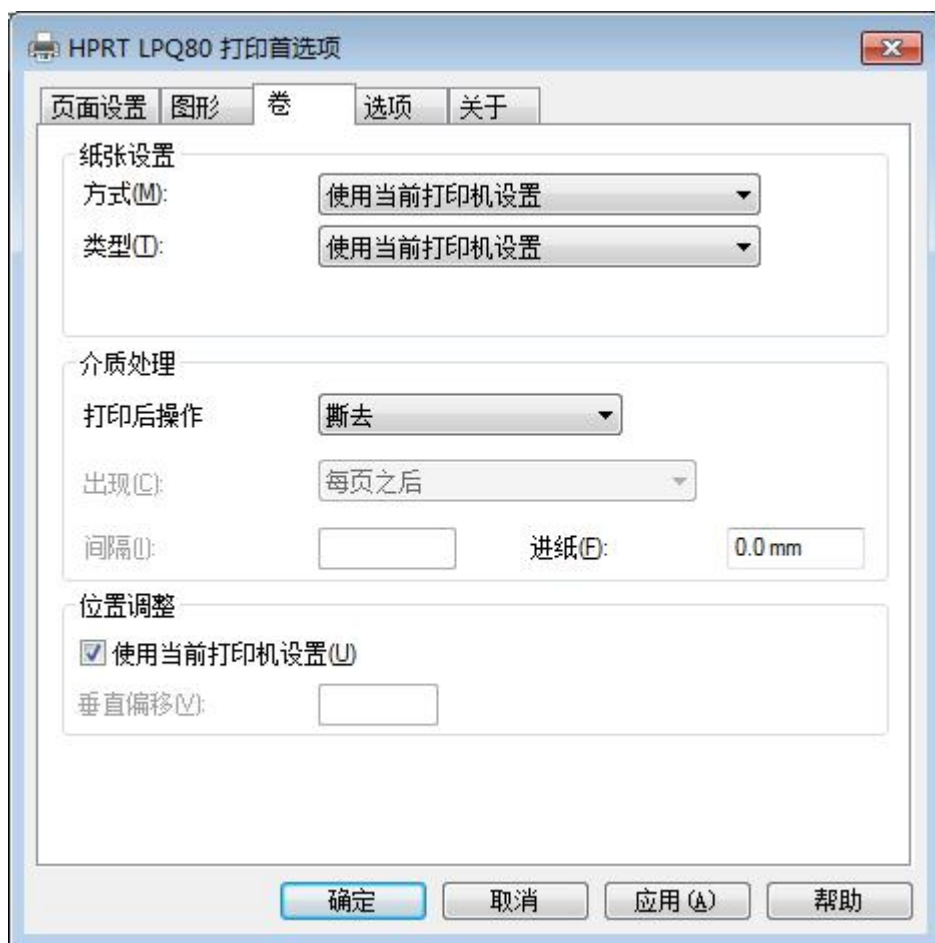 HPRT LPQ80 打印首选项
页面设置 图形 卷 选项 关于
纸张设置
方式(M): 使用当前打印机设置
类型(T): 使用当前打印机设置
介质处理
打印后操作 撕去
出现(C): 每页之后
间隔(I): 进纸(F): 0.0 mm
位置调整
使用当前打印机设置(U)
垂直偏移(V):
确定 取消 应用(A) 帮助